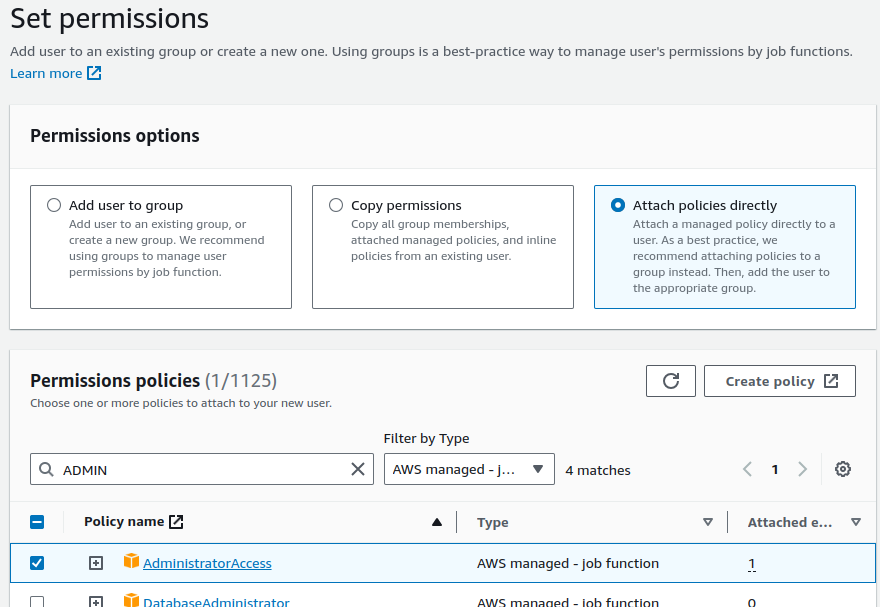 Set permissions
Add user to an existing group or create a new one. Using groups is a best-practice way to manage user's permissions by job functions.
Learn more
Permissions options
Add user to group
Add user to an existing group, or
create a new group. We recommend
using groups to manage user
permissions by job function.
Copy permissions
Copy all group memberships,
attached managed policies, and inline
policies from an existing user.
Attach policies directly
Attach a managed policy directly to a
user. As a best practice, we
recommend attaching policies to a
group instead. Then, add the user to
the appropriate group.
Permissions policies (1/1125)
Choose one or more policies to attach to your new user.
Create policy
Filter by Type
ADMIN
AWS managed - j...
4 matches
1
Policy name
Type
Attached e...
AdministratorAccess
AWS managed - job function
1
DatabaseAdministrator
AWS managed - job function
0